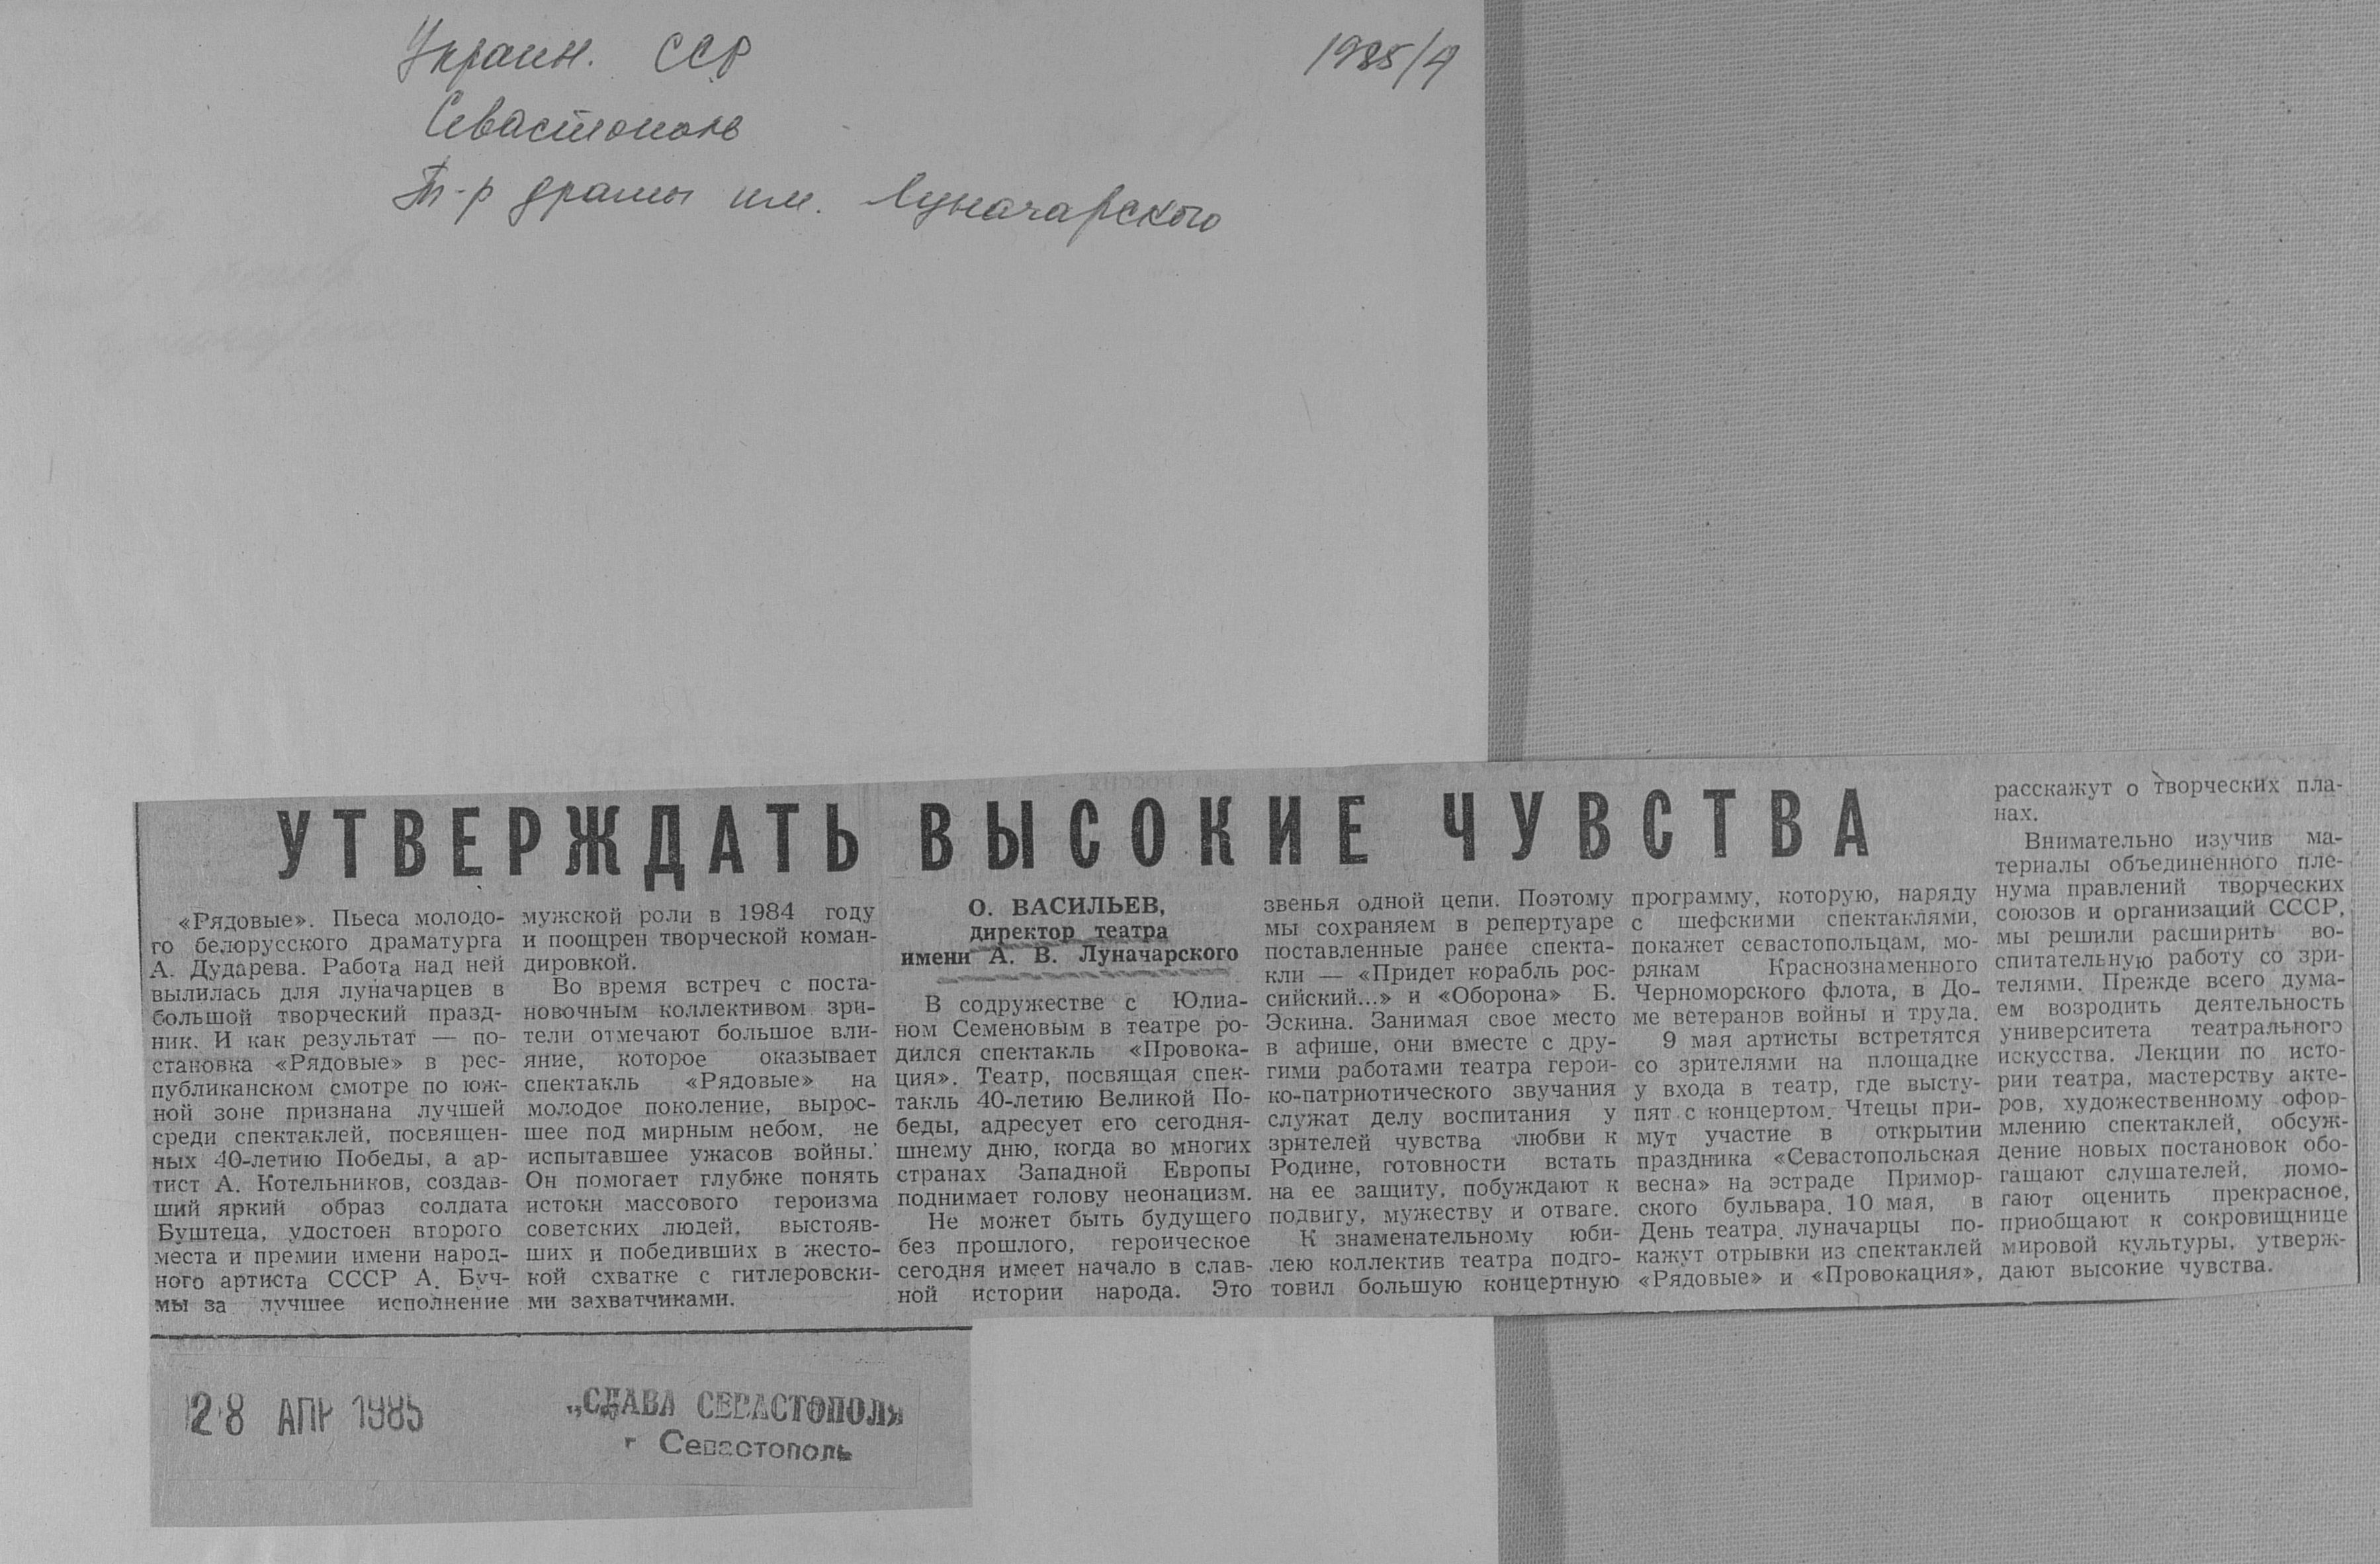 Украин. ССР
1985/4
Севастополь
Т-р драмы им. Луначарского
УТВЕРЖДАТЬ ВЫСОКИЕ ЧУВСТВА
«Рядовые». Пьеса молодо-
го белорусского драматурга
А. Дударева. Работа над ней
вылилась для луначарцев в
большой творческий празд-
ник. И как результат — по-
становка «Рядовые» в рес-
публиканском смотре по юж-
ной зоне признана лучшей
среди спектаклей, посвящен-
ных 40-летию Победы, а ар-
тист А. Котельников, создав-
ший яркий образ солдата
Буштеца, удостоен второго
места и премии имени народ-
ного артиста СССР А. Буч-
мы за лучшее исполнение
мужской роли в 1984 году
и поощрен творческой коман-
дировкой.
Во время встреч с поста-
новочным коллективом зри-
тели отмечают большое вли-
яние, которое оказывает
спектакль «Рядовые» на
молодое поколение, вырос-
шее под мирным небом, не
испытавшее ужасов войны.
Он помогает глубже понять
истоки массового героизма
советских людей, выстояв-
ших и победивших в жесто-
кой схватке с гитлеровски-
ми захватчиками.
О. ВАСИЛЬЕВ,
директор театра
имени А. В. Луначарского
В содружестве с Юлиа-
ном Семеновым в театре ро-
дился спектакль «Провока-
ция». Театр, посвящая спек-
такль 40-летию Великой По-
беды, адресует его сегодня-
шнему дню, когда во многих
странах Западной Европы
поднимает голову неонацизм.
Не может быть будущего
без прошлого, героическое
сегодня имеет начало в слав-
ной истории народа. Это
звенья одной цепи. Поэтому
мы сохраняем в репертуаре
поставленные ранее спекта-
кли — «Придет корабль рос-
сийский...» и «Оборона» Б.
Эскина. Занимая свое место
в афише, они вместе с дру-
гими работами театра герои-
ко-патриотического звучания
служат делу воспитания у
зрителей чувства любви к
Родине, готовности встать
на ее защиту, побуждают к
подвигу, мужеству и отваге.
К знаменательному юби-
лею коллектив театра подго-
товил большую концертную
программу, которую, наряду
с шефскими спектаклями,
покажет севастопольцам, мо-
рякам Краснознаменного
Черноморского флота, в До-
ме ветеранов войны и труда.
9 мая артисты встретятся
со зрителями на площадке
у входа в театр, где высту-
пят с концертом. Чтецы при-
мут участие в открытии
праздника «Севастопольская
весна» на эстраде Примор-
ского бульвара. 10 мая, в
День театра, луначарцы по-
кажут отрывки из спектаклей
«Рядовые» и «Провокация»,
расскажут о творческих пла-
нах.
Внимательно изучив ма-
териалы объединенного пле-
нума правлений творческих
союзов и организаций СССР,
мы решили расширить во-
спитательную работу со зри-
телями. Прежде всего дума-
ем возродить деятельность
университета театрального
искусства. Лекции по исто-
рии театра, мастерству акте-
ров, художественному офор-
млению спектаклей, обсуж-
дение новых постановок обо-
гащают слушателей, помо-
гают оценить прекрасное,
приобщают к сокровищнице
мировой культуры, утверж-
дают высокие чувства.
28 АПР 1985
„СЛАВА СЕВАСТОПОЛЯ»
г Севастополь